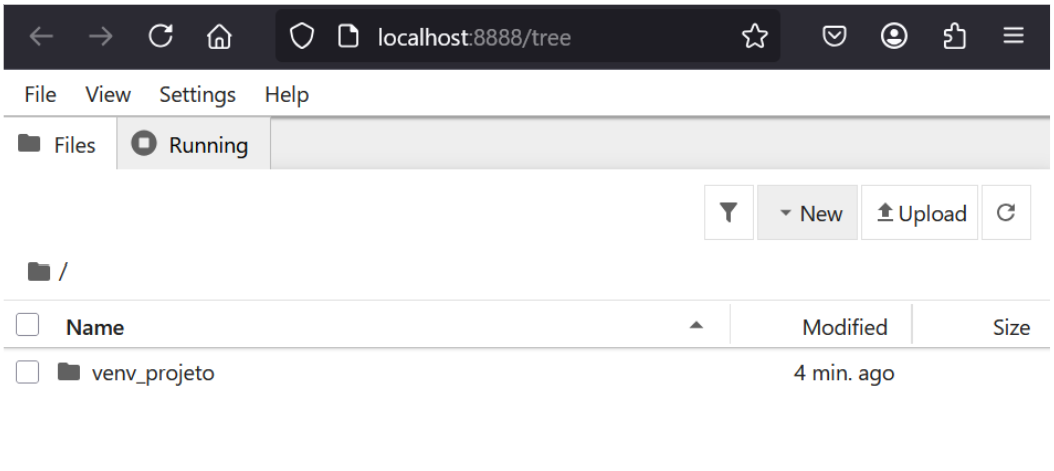 localhost:8888/tree
File View Settings Help
Files Running
New Upload
/
Name Modified Size
venv_projeto 4 min. ago